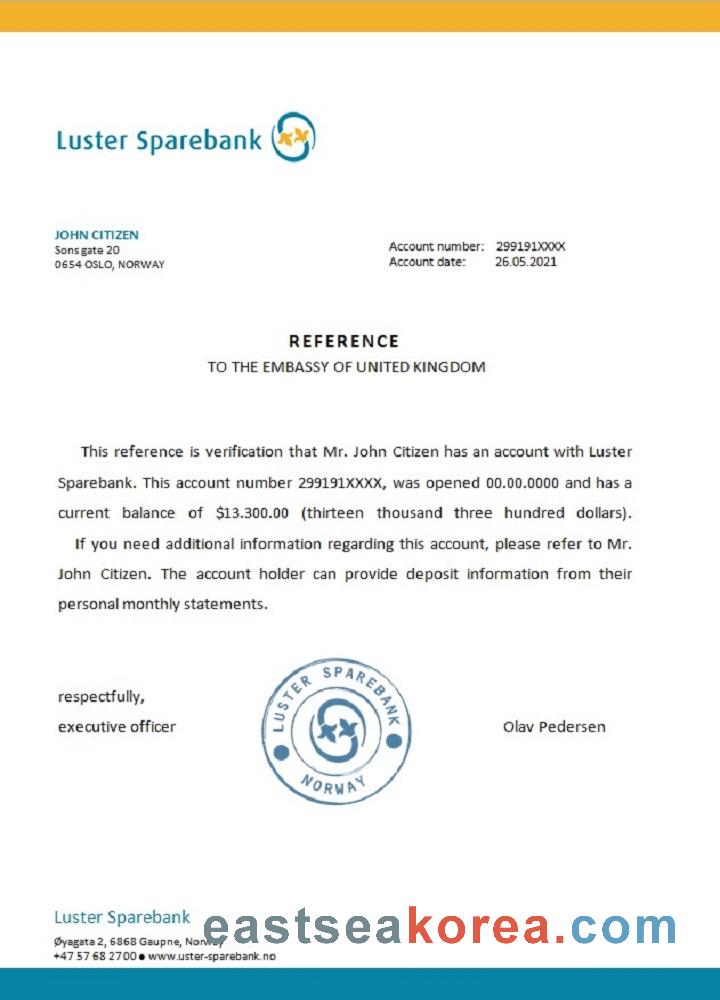 Luster Sparebank
JOHN CITIZEN
Sons gate 20
0654 OSLO, NORWAY
Account number: 299191XXXX
Account date: 26.05.2021
REFERENCE
TO THE EMBASSY OF UNITED KINGDOM
This reference is verification that Mr. John Citizen has an account with Luster
Sparebank. This account number 299191XXXX, was opened 00.00.0000 and has a
current balance of $13.300.00 (thirteen thousand three hundred dollars).
If you need additional information regarding this account, please refer to Mr.
John Citizen. The account holder can provide deposit information from their
personal monthly statements.
respectfully,
executive officer
LUSTER SPAREBANK
NORWAY
Olav Pedersen
Luster Sparebank
eastseakorea.com
Øyagata 2, 6868 Gaupne, Norway
+47 57 68 27 00 ● www.uster-sparebank.no